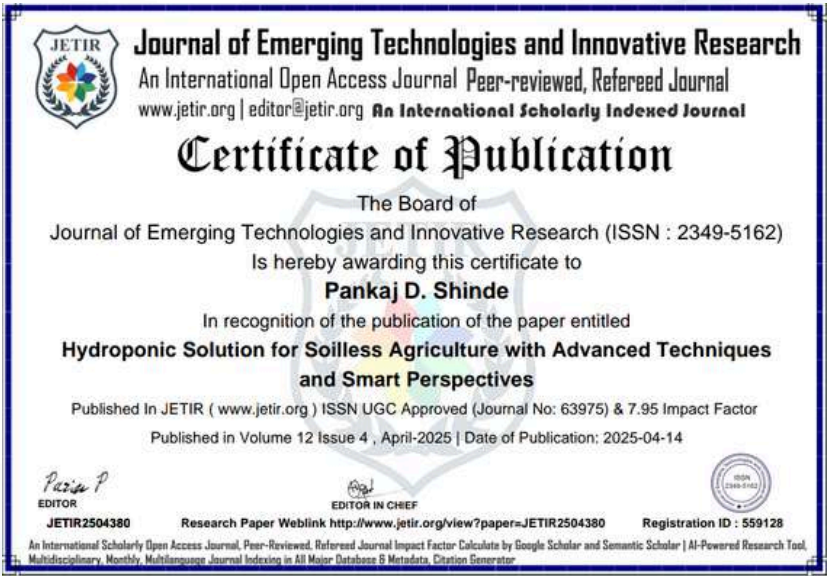 JETIR
Journal of Emerging Technologies and Innovative Research
An International Open Access Journal Peer-reviewed, Refereed Journal
www.jetir.org | editor@jetir.org An International Scholarly Indexed Journal
Certificate of Publication
The Board of
Journal of Emerging Technologies and Innovative Research (ISSN : 2349-5162)
Is hereby awarding this certificate to
Pankaj D. Shinde
In recognition of the publication of the paper entitled
Hydroponic Solution for Soilless Agriculture with Advanced Techniques
and Smart Perspectives
Published In JETIR ( www.jetir.org ) ISSN UGC Approved (Journal No: 63975) & 7.95 Impact Factor
Published in Volume 12 Issue 4 , April-2025 | Date of Publication: 2025-04-14
EDITOR
EDITOR IN CHIEF
ISSN
2349-5162
JETIR2504380
Research Paper Weblink http://www.jetir.org/view?paper=JETIR2504380
Registration ID : 559128
An International Scholarly Open Access Journal, Peer-Reviewed, Refereed Journal Impact Factor Calculate by Google Scholar and Semantic Scholar | AI-Powered Research Tool,
Multidisciplinary, Monthly, Multilanguage Journal Indexing in All Major Database & Metadata, Citation Generator